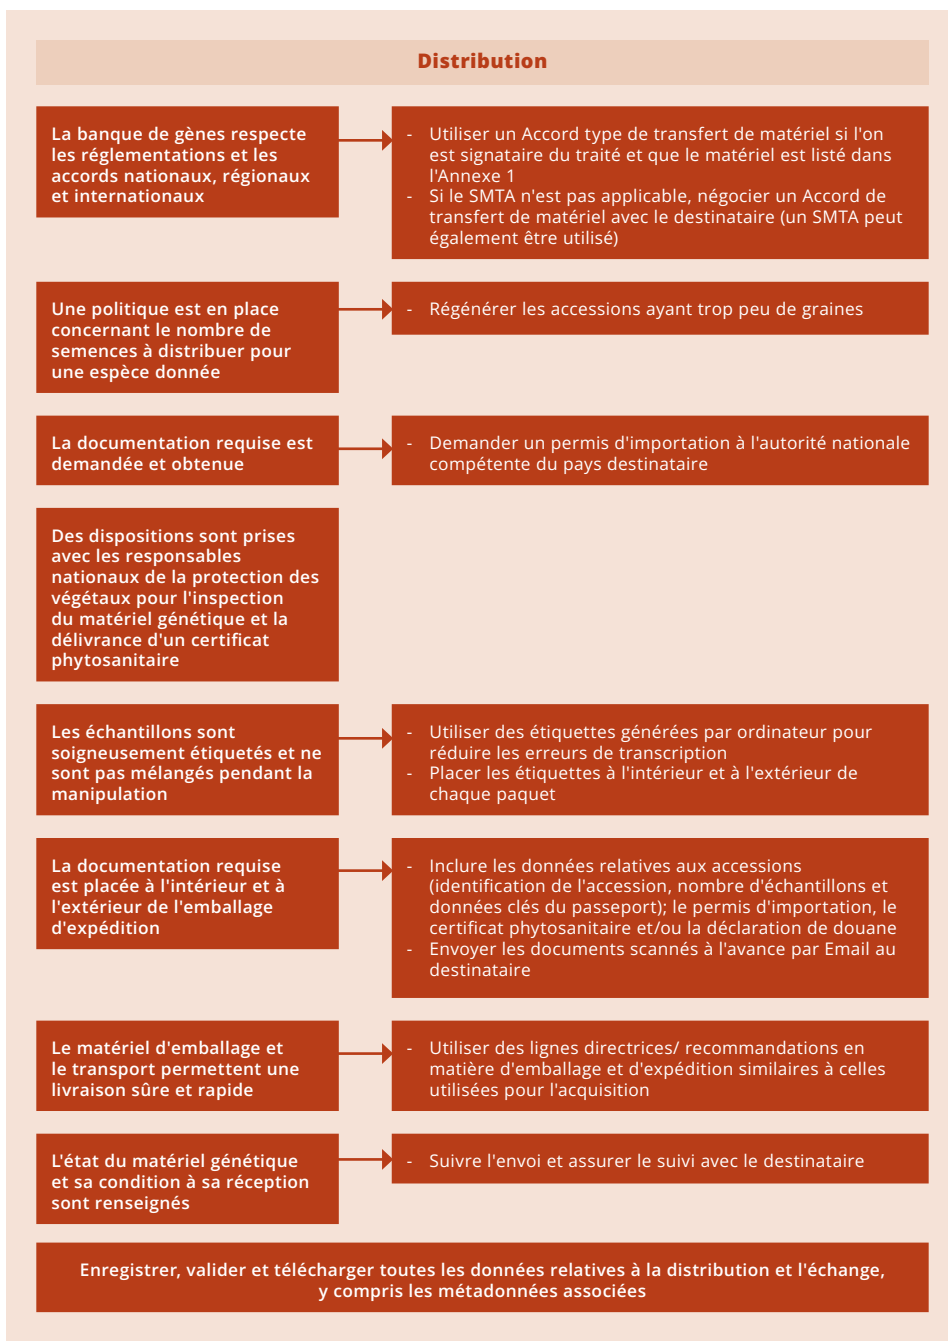 Distribution
La banque de gènes respecte
les réglementations et les
accords nationaux, régionaux
et internationaux
- Utiliser un Accord type de transfert de matériel si l'on
est signataire du traité et que le matériel est listé dans
l'Annexe 1
- Si le SMTA n'est pas applicable, négocier un Accord de
transfert de matériel avec le destinataire (un SMTA peut
également être utilisé)
Une politique est en place
concernant le nombre de
semences à distribuer pour
une espèce donnée
- Régénérer les accessions ayant trop peu de graines
La documentation requise est
demandée et obtenue
- Demander un permis d'importation à l'autorité nationale
compétente du pays destinataire
Des dispositions sont prises
avec les responsables
nationaux de la protection des
végétaux pour l'inspection
du matériel génétique et la
délivrance d'un certificat
phytosanitaire
Les échantillons sont
soigneusement étiquetés et ne
sont pas mélangés pendant la
manipulation
- Utiliser des étiquettes générées par ordinateur pour
réduire les erreurs de transcription
- Placer les étiquettes à l'intérieur et à l'extérieur de
chaque paquet
La documentation requise
est placée à l'intérieur et à
l'extérieur de l'emballage
d'expédition
- Inclure les données relatives aux accessions
(identification de l'accession, nombre d'échantillons et
données clés du passeport); le permis d'importation, le
certificat phytosanitaire et/ou la déclaration de douane
- Envoyer les documents scannés à l'avance par Email au
destinataire
Le matériel d'emballage et
le transport permettent une
livraison sûre et rapide
- Utiliser des lignes directrices/ recommandations en
matière d'emballage et d'expédition similaires à celles
utilisées pour l'acquisition
L'état du matériel génétique
et sa condition à sa réception
sont renseignés
- Suivre l'envoi et assurer le suivi avec le destinataire
Enregistrer, valider et télécharger toutes les données relatives à la distribution et l'échange,
y compris les métadonnées associées